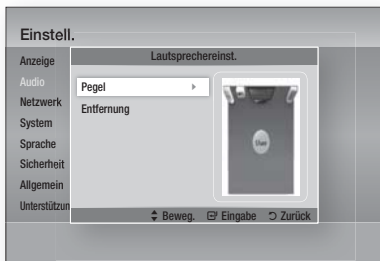 Einstell.
Lautsprechereinst.
Anzeige
Audio
Netzwerk
System
Sprache
Sicherheit
Allgemein
Unterstützun
Pegel
Entfernung
User
Beweg. Eingabe Zurück